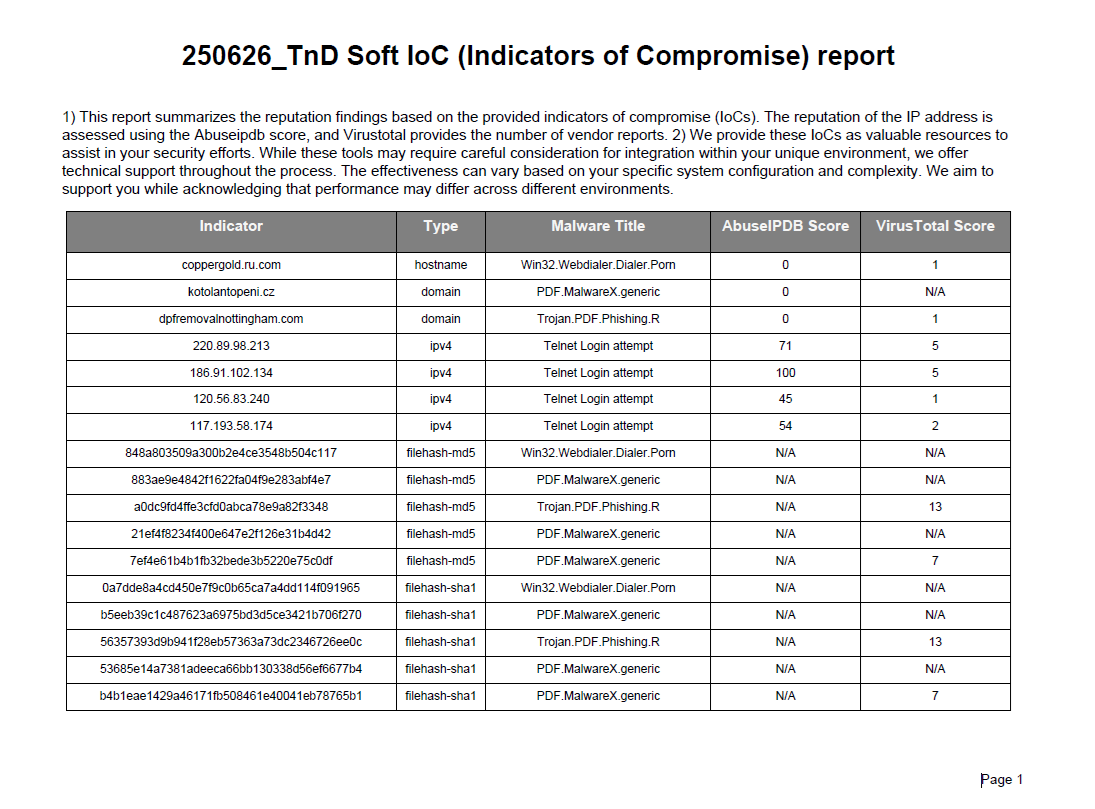 250626_TnD Soft IoC (Indicators of Compromise) report
1) This report summarizes the reputation findings based on the provided indicators of compromise (IoCs). The reputation of the IP address is
assessed using the Abuseipdb score, and Virustotal provides the number of vendor reports. 2) We provide these IoCs as valuable resources to
assist in your security efforts. While these tools may require careful consideration for integration within your unique environment, we offer
technical support throughout the process. The effectiveness can vary based on your specific system configuration and complexity. We aim to
support you while acknowledging that performance may differ across different environments.
Indicator Type Malware Title AbuseIPDB Score VirusTotal Score
coppergold.ru.com hostname Win32.Webdialer.Dialer.Porn 0 1
kotolantopeni.cz domain PDF.MalwareX.generic 0 N/A
dpfremovalnottingham.com domain Trojan.PDF.Phishing.R 0 1
220.89.98.213 ipv4 Telnet Login attempt 71 5
186.91.102.134 ipv4 Telnet Login attempt 100 5
120.56.83.240 ipv4 Telnet Login attempt 45 1
117.193.58.174 ipv4 Telnet Login attempt 54 2
848a803509a300b2e4ce3548b504c117 filehash-md5 Win32.Webdialer.Dialer.Porn N/A N/A
883ae9e4842f1622fa04f9e283abf4e7 filehash-md5 PDF.MalwareX.generic N/A N/A
a0dc9fd4ffe3cfd0abca78e9a82f3348 filehash-md5 Trojan.PDF.Phishing.R N/A 13
21ef4f8234f400e647e2f126e31b4d42 filehash-md5 PDF.MalwareX.generic N/A N/A
7ef4e61b4b1fb32bede3b5220e75c0df filehash-md5 PDF.MalwareX.generic N/A 7
0a7dde8a4cd450e7f9c0b65ca7a4dd114f091965 filehash-sha1 Win32.Webdialer.Dialer.Porn N/A N/A
b5eeb39c1c487623a6975bd3d5ce3421b706f270 filehash-sha1 PDF.MalwareX.generic N/A N/A
56357393d9b941f28eb57363a73dc2346726ee0c filehash-sha1 Trojan.PDF.Phishing.R N/A 13
53685e14a7381adeeca66bb130338d56ef6677b4 filehash-sha1 PDF.MalwareX.generic N/A N/A
b4b1eae1429a46171fb508461e40041eb78765b1 filehash-sha1 PDF.MalwareX.generic N/A 7
Page 1